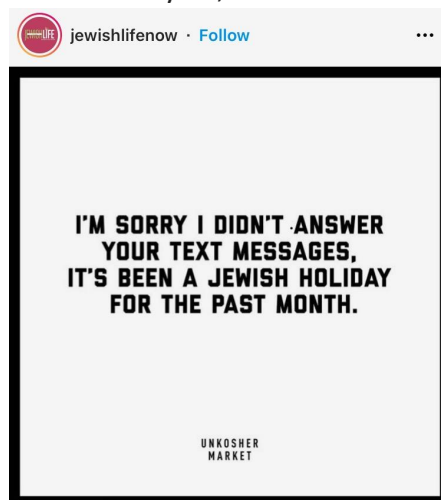 jewishlifenow · Follow
I'M SORRY I DIDN'T ANSWER
YOUR TEXT MESSAGES,
IT'S BEEN A JEWISH HOLIDAY
FOR THE PAST MONTH.
UNKOSHER
MARKET